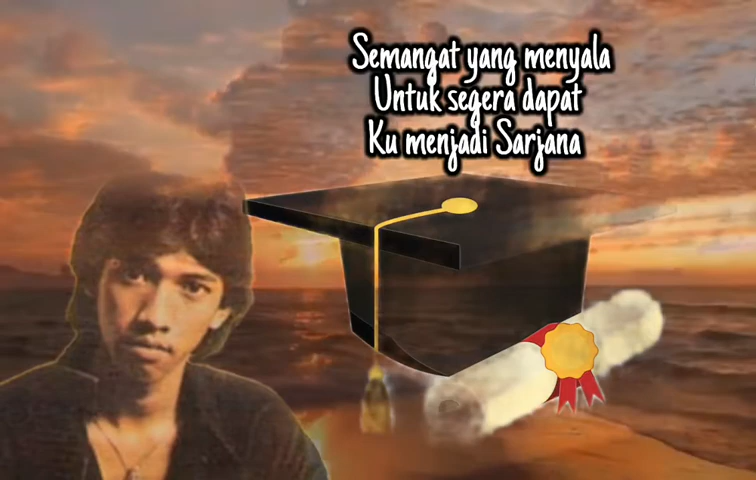 Semangat yang menyala
Untuk segera dapat
Ku menjadi Sarjana